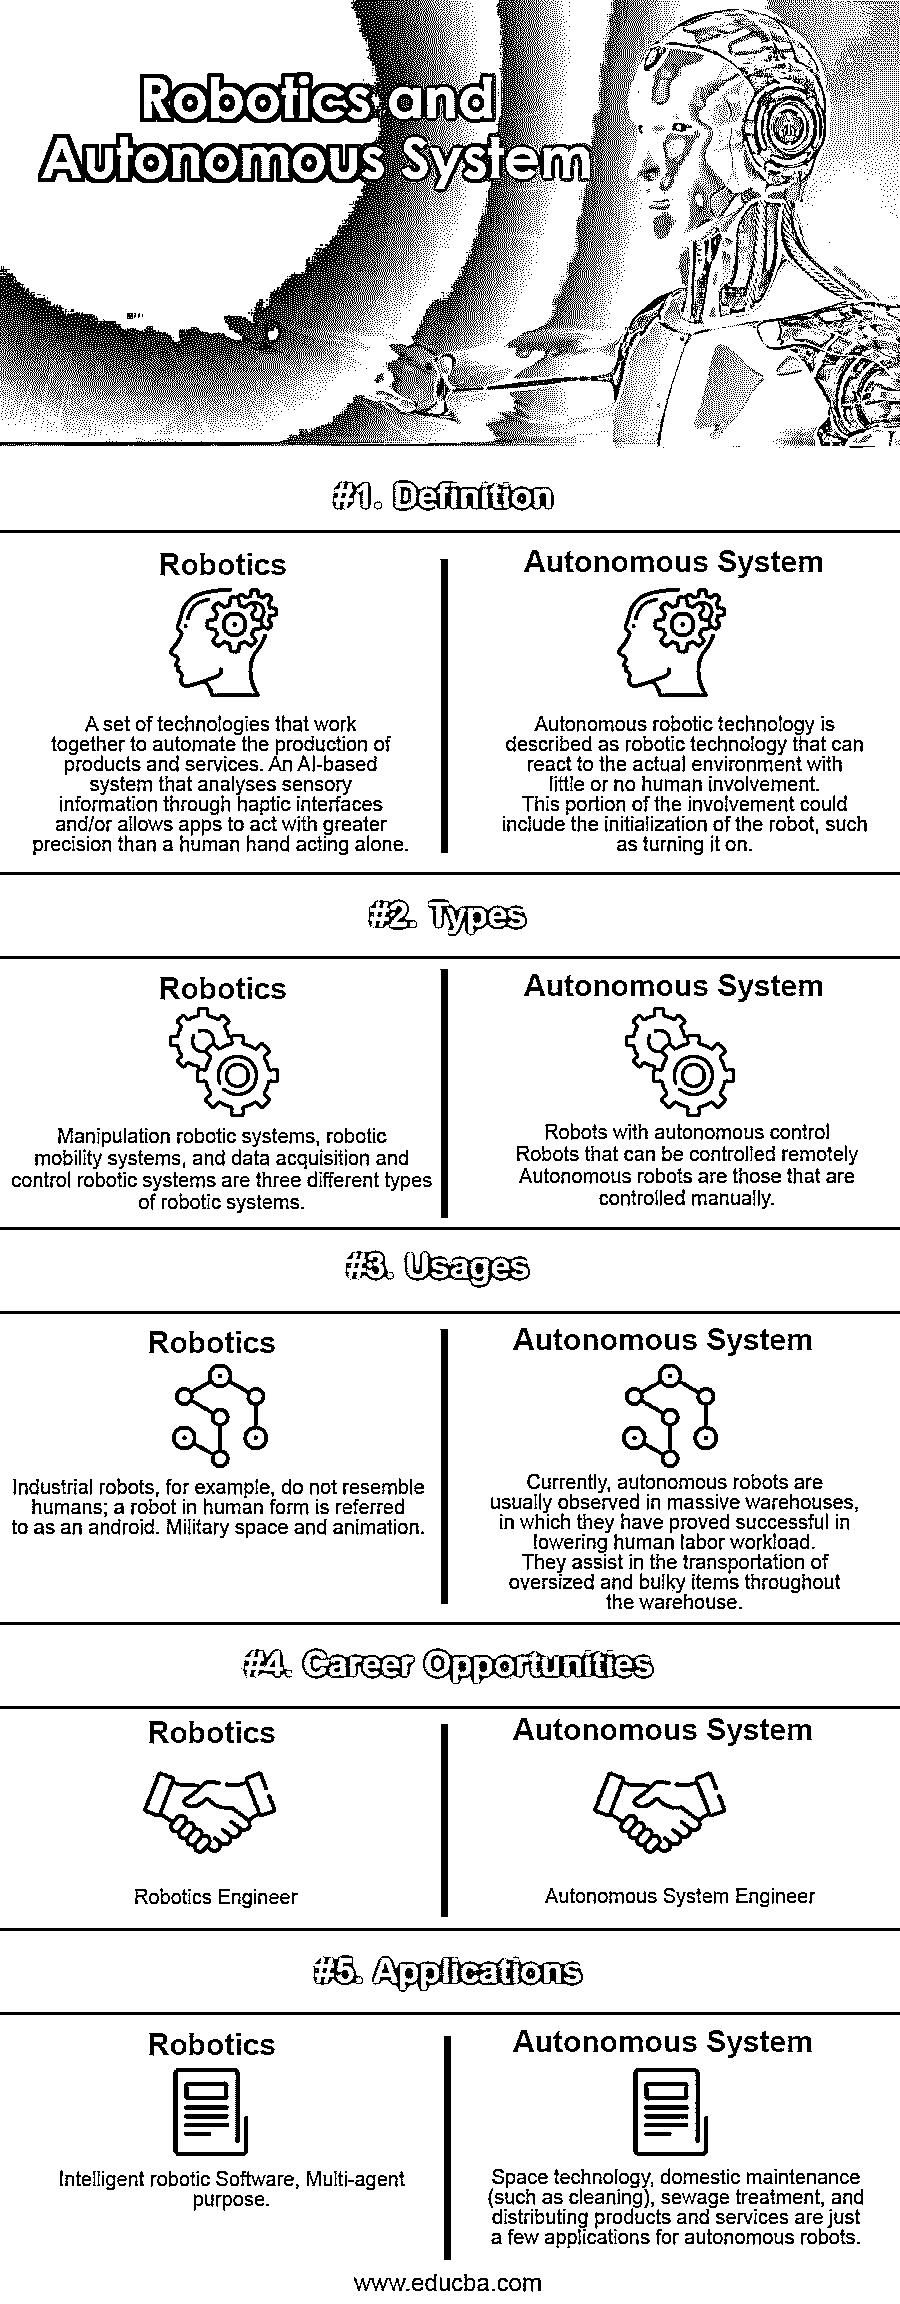 Robotics and
Autonomous System
#1. Definition
Robotics
A set of technologies that work
together to automate the production of
products and services. An AI-based
system that analyses sensory
information through haptic interfaces
and/or allows apps to act with greater
precision than a human hand acting alone.
Autonomous System
Autonomous robotic technology is
described as robotic technology that can
react to the actual environment with
little or no human involvement.
This portion of the involvement could
include the initialization of the robot, such
as turning it on.
#2. Types
Robotics
Manipulation robotic systems, robotic
mobility systems, and data acquisition and
control robotic systems are three different types
of robotic systems.
Autonomous System
Robots with autonomous control
Robots that can be controlled remotely
Autonomous robots are those that are
controlled manually.
#3. Usages
Robotics
Industrial robots, for example, do not resemble
humans; a robot in human form is referred
to as an android. Military space and animation.
Autonomous System
Currently, autonomous robots are
usually observed in massive warehouses,
in which they have proved successful in
lowering human labor workload.
They assist in the transportation of
oversized and bulky items throughout
the warehouse.
#4. Career Opportunities
Robotics
Robotics Engineer
Autonomous System
Autonomous System Engineer
#5. Applications
Robotics
Intelligent robotic Software, Multi-agent
purpose.
Autonomous System
Space technology, domestic maintenance
(such as cleaning), sewage treatment, and
distributing products and services are just
a few applications for autonomous robots.
www.educba.com